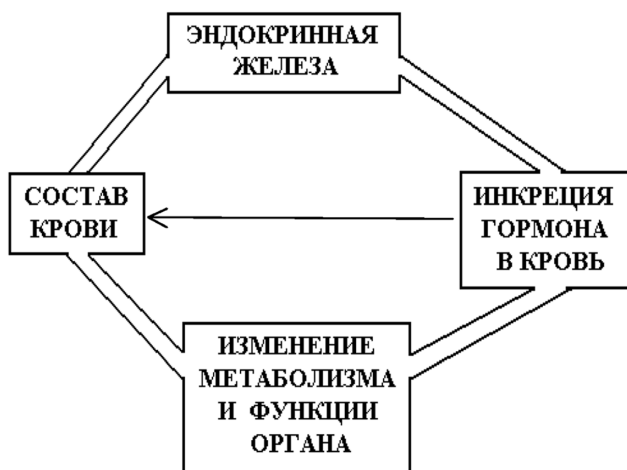 ЭНДОКРИННАЯ
ЖЕЛЕЗА
СОСТАВ
КРОВИ
ИНКРЕЦИЯ
ГОРМОНА
В КРОВЬ
ИЗМЕНЕНИЕ
МЕТАБОЛИЗМА
И ФУНКЦИИ
ОРГАНА